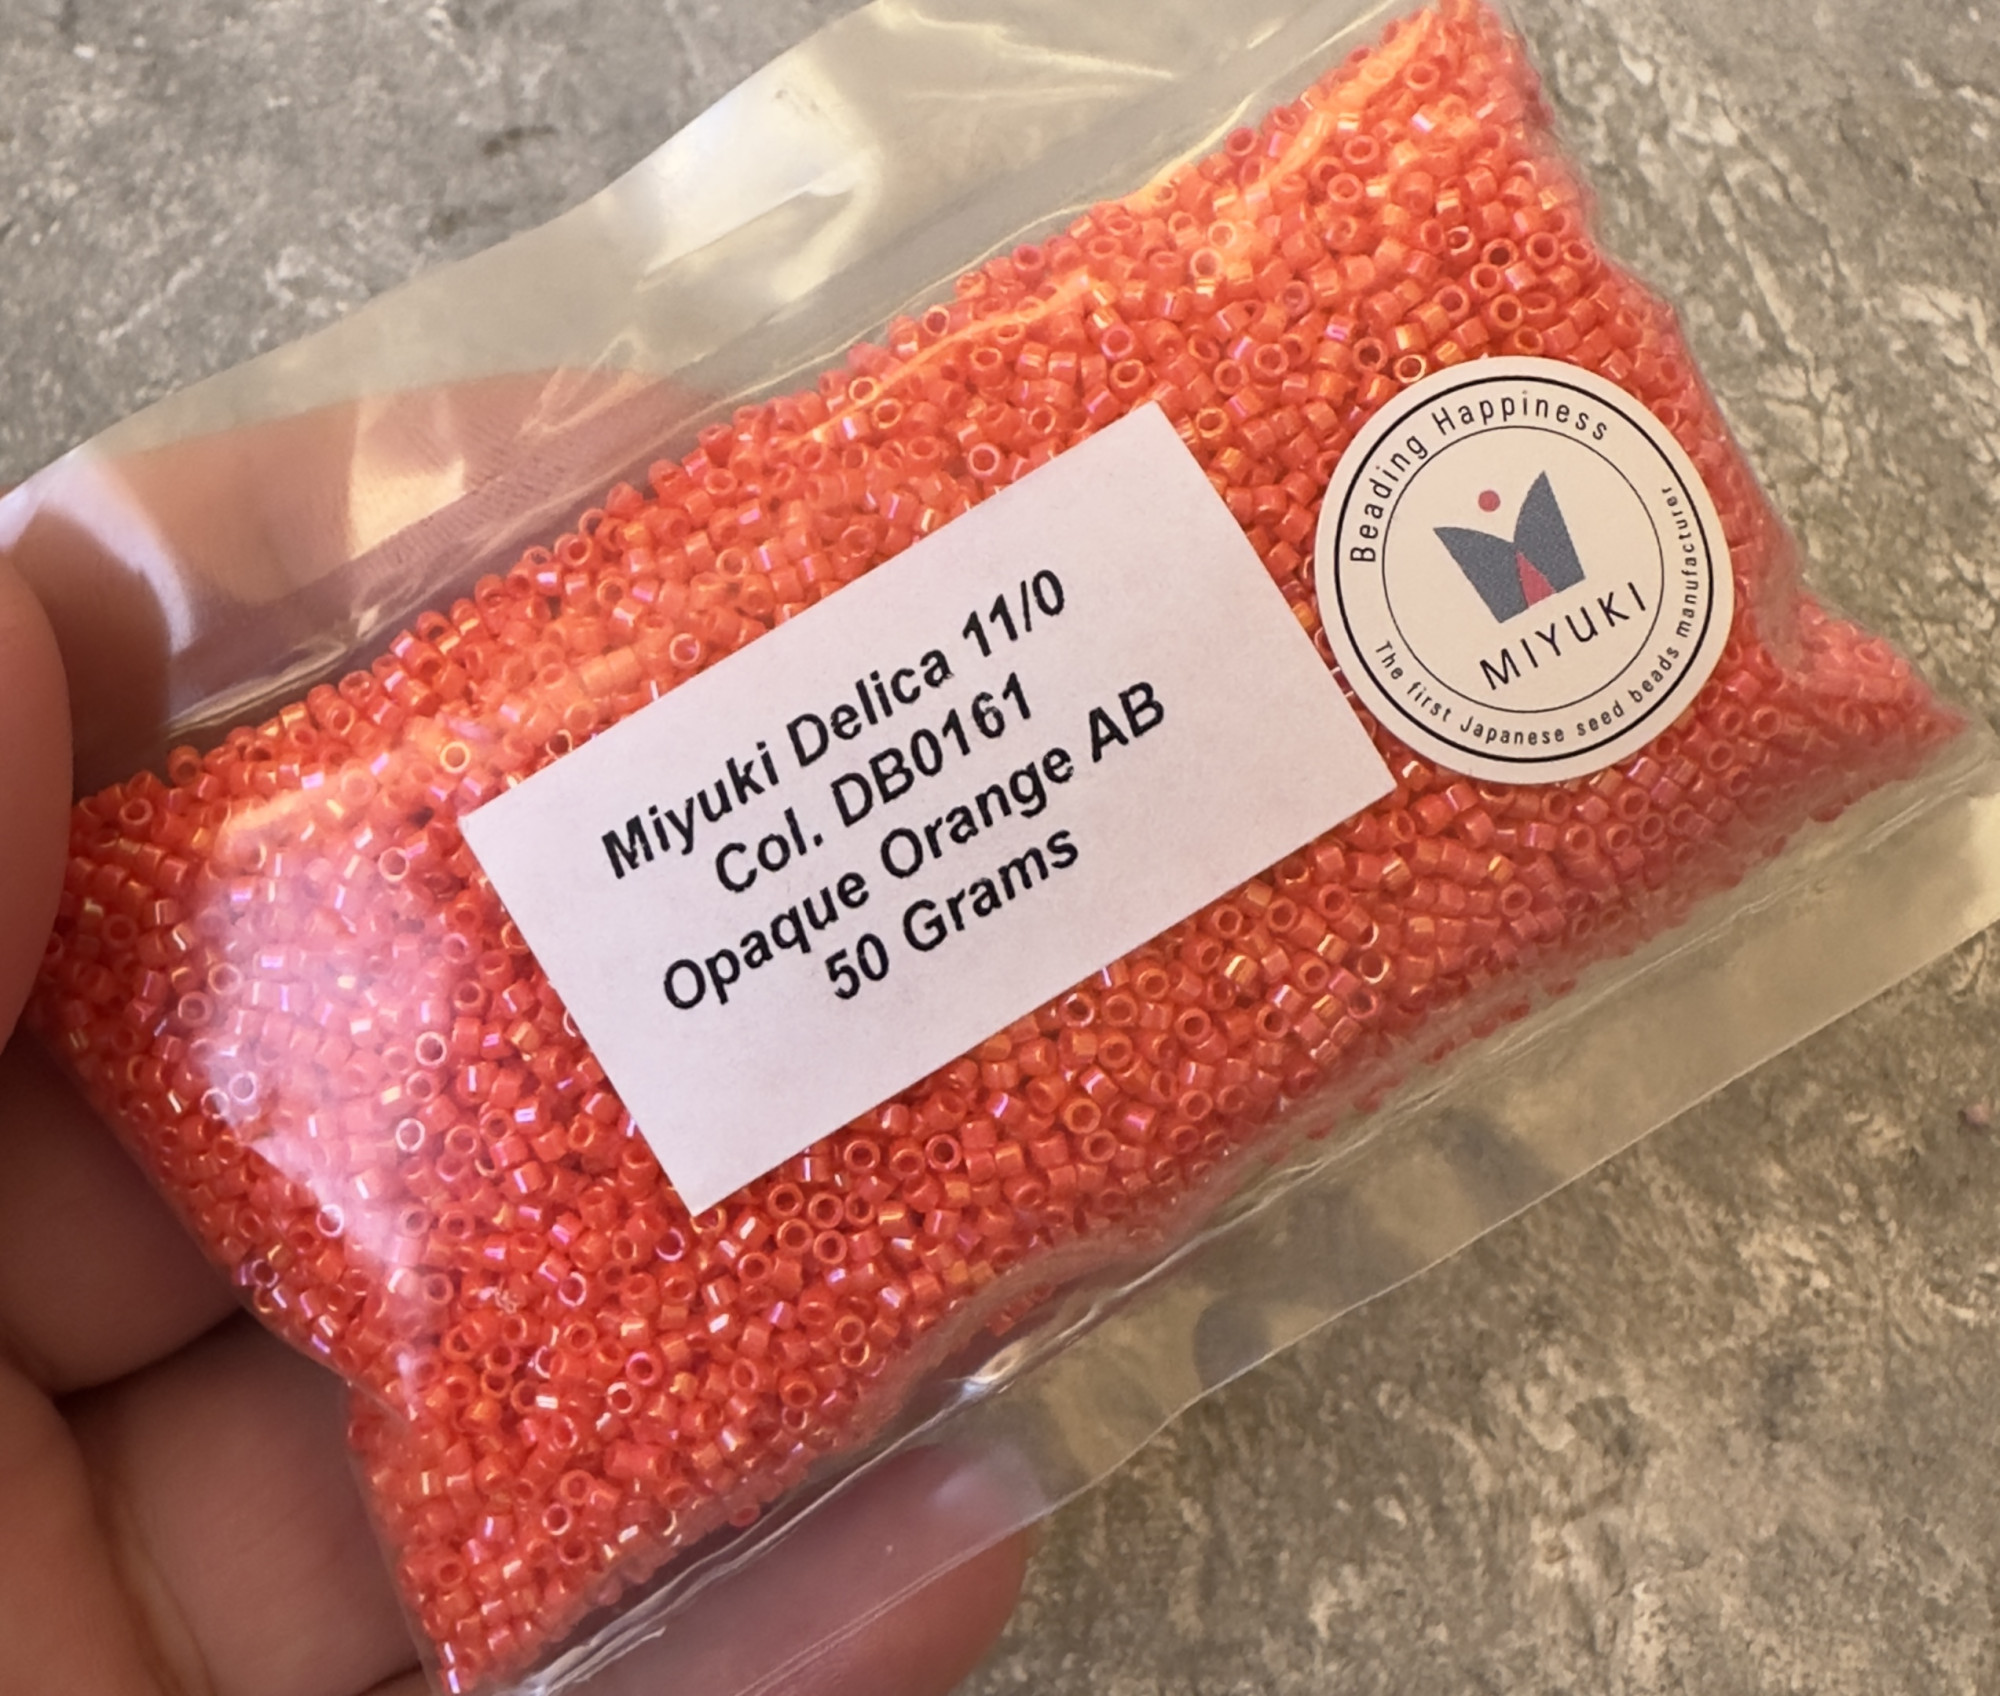 Miyuki Delica 11/0
Col. DB0161
Opaque Orange AB
50 Grams
Beading Happiness
MIYUKI
The first Japanese seed beads manufacturer